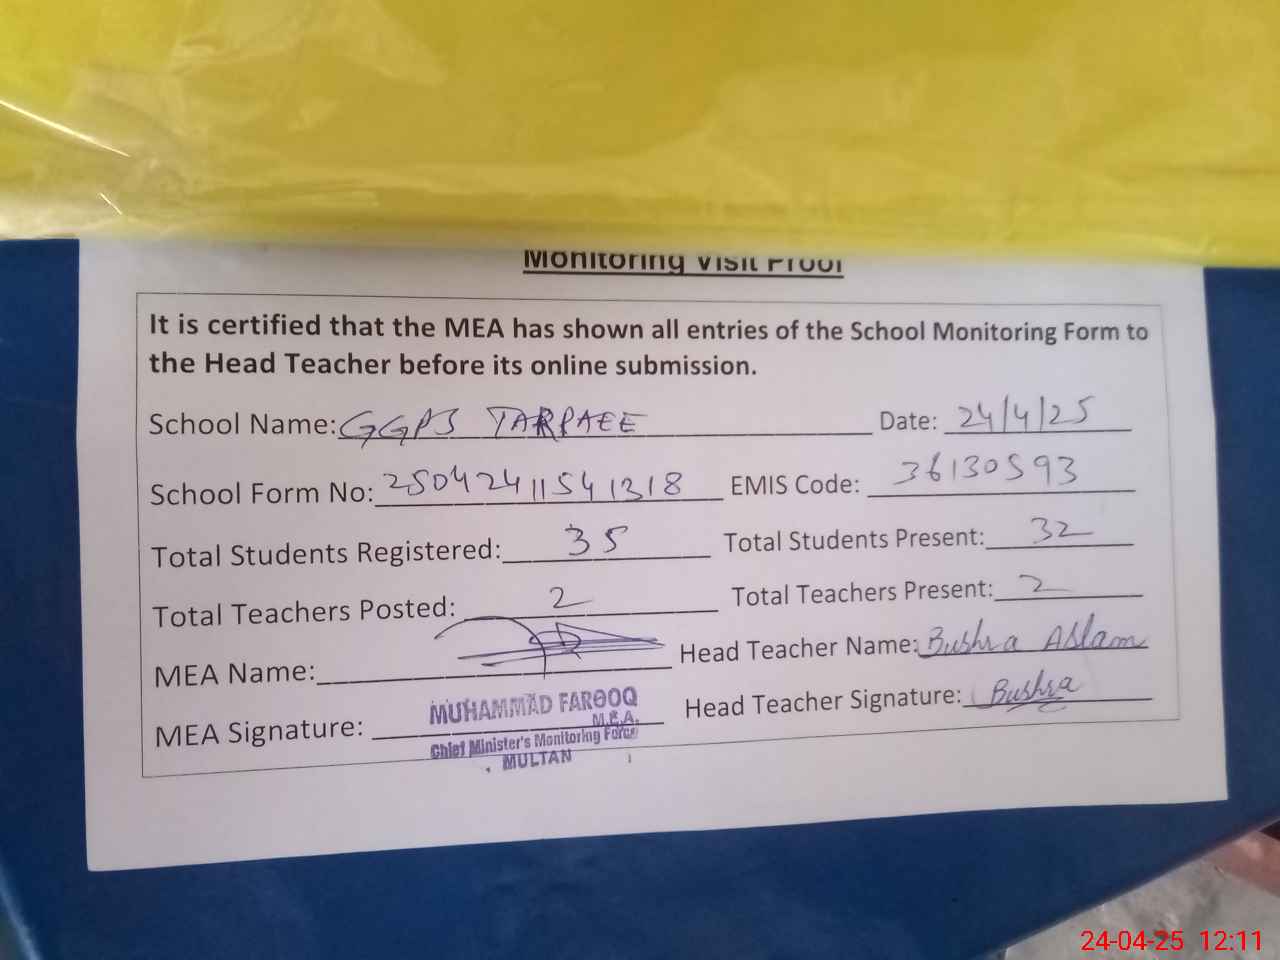 Monitoring Visit Proof
It is certified that the MEA has shown all entries of the School Monitoring Form to
the Head Teacher before its online submission.
School Name: GGPS TARPAEE Date: 24/4/25
School Form No: 25042411541318 EMIS Code: 36130593
Total Students Registered: 35 Total Students Present: 32
Total Teachers Posted: 2 Total Teachers Present: 2
MEA Name: Head Teacher Name: Bushra Aslam
MEA Signature: MUHAMMAD FAROOQ Head Teacher Signature: Bushra
M.E.A.
Chief Minister's Monitoring Force
MULTAN
24-04-25 12:11